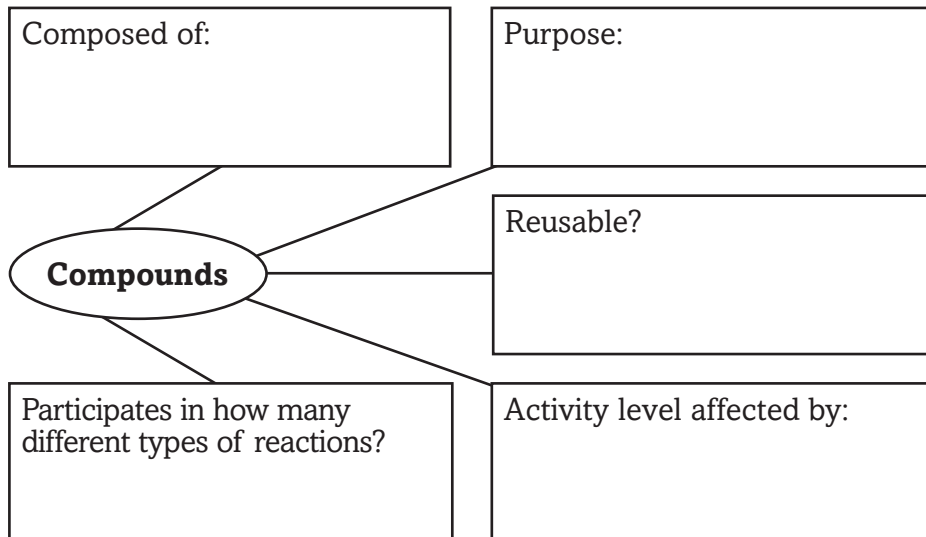 Composed of:
Purpose:
Reusable?
Compounds
Participates in how many
different types of reactions?
Activity level affected by: